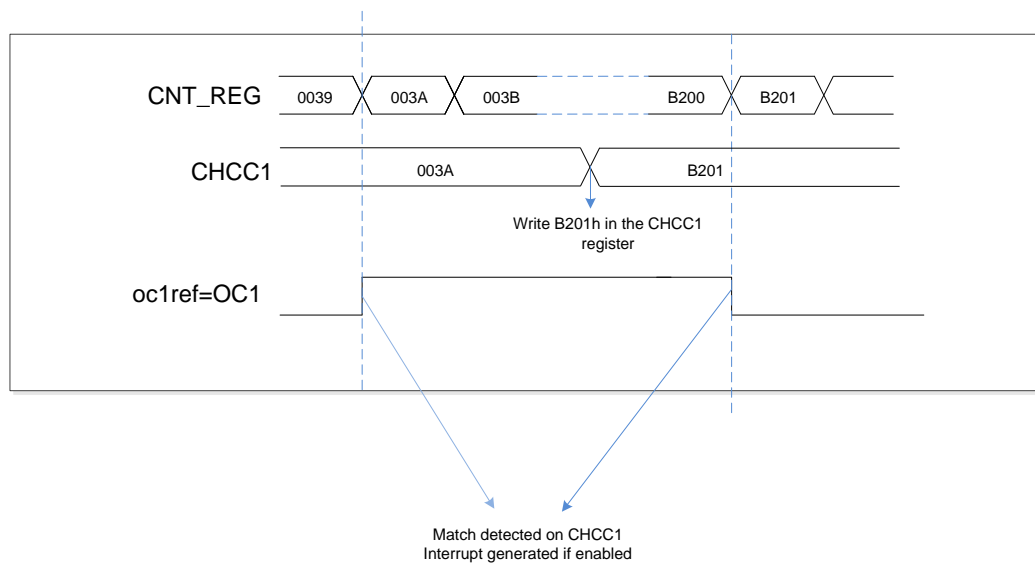 CNT_REG 0039 003A 003B B200 B201
CHCC1 003A B201
Write B201h in the CHCC1
register
oc1ref=OC1
Match detected on CHCC1
Interrupt generated if enabled